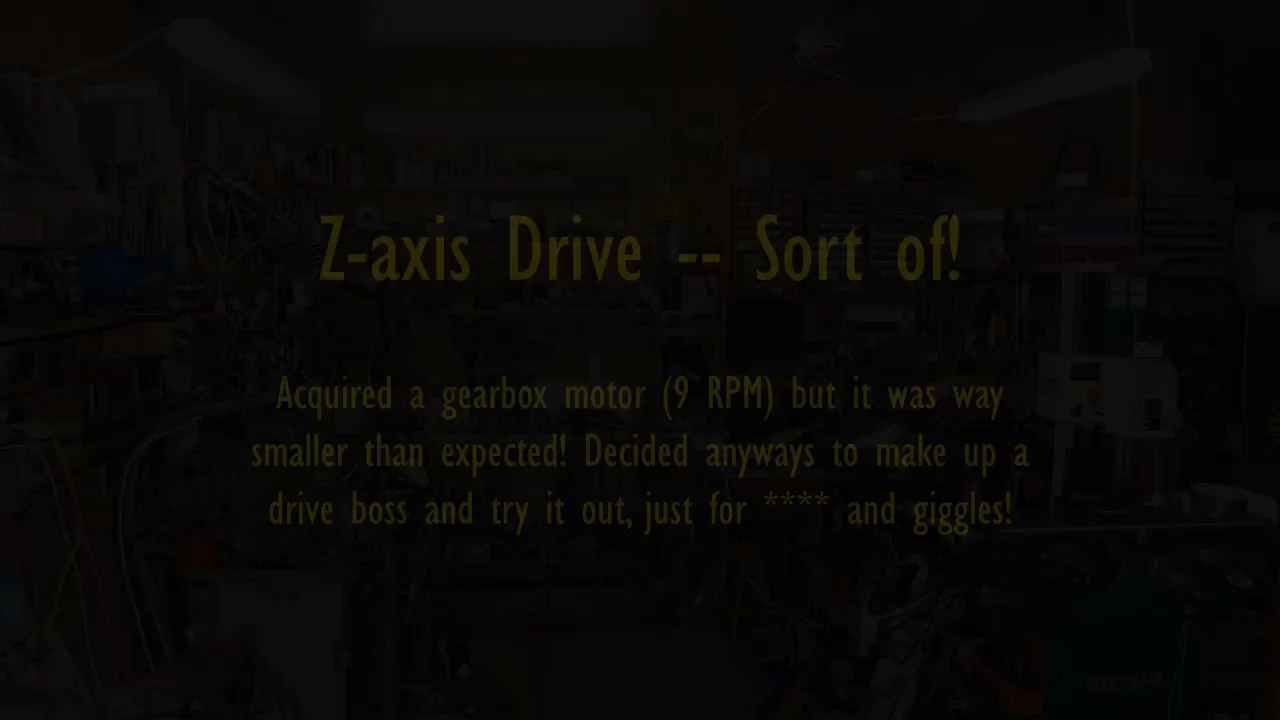 Z-axis Drive -- Sort of!
Acquired a gearbox motor (9 RPM) but it was way
smaller than expected! Decided anyways to make up a
drive boss and try it out, just for **** and giggles!